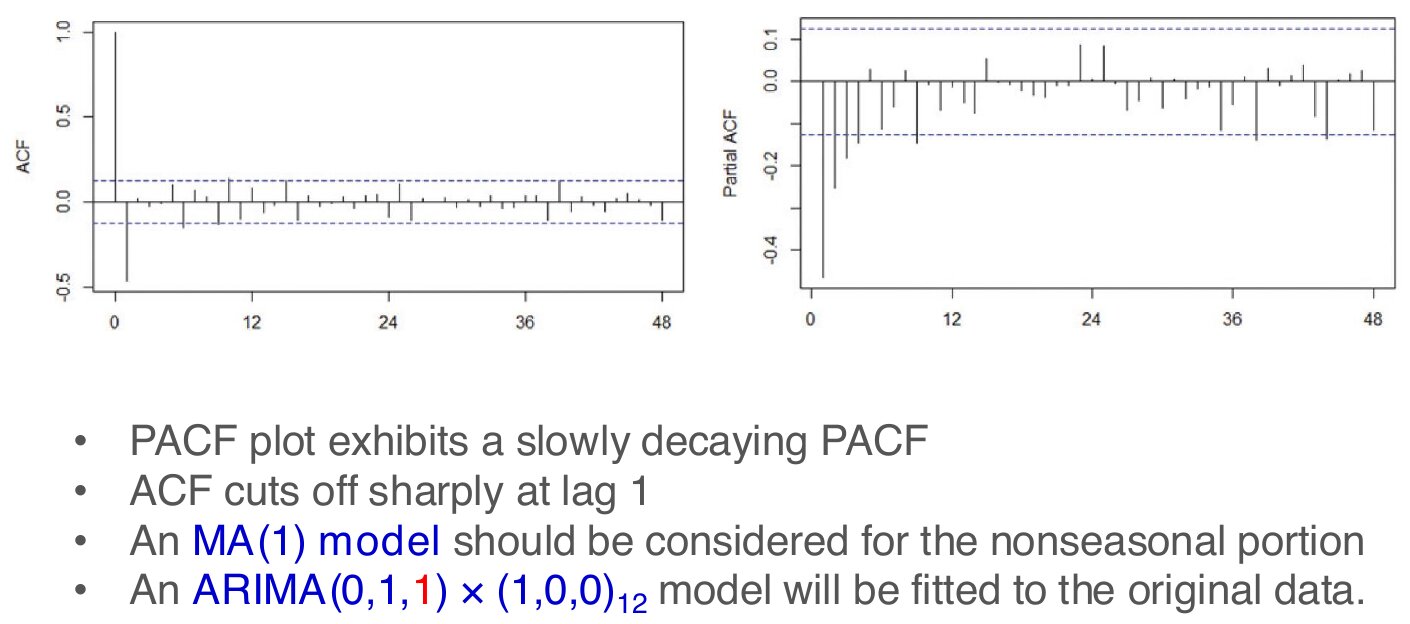 ACF
1.0
0.5
0.0
-0.5
0 12 24 36 48
Partial ACF
0.1
0.0
-0.2
-0.4
0 12 24 36 48
• PACF plot exhibits a slowly decaying PACF
• ACF cuts off sharply at lag 1
• An MA(1) model should be considered for the nonseasonal portion
• An ARIMA(0,1,1) × (1,0,0)12 model will be fitted to the original data.